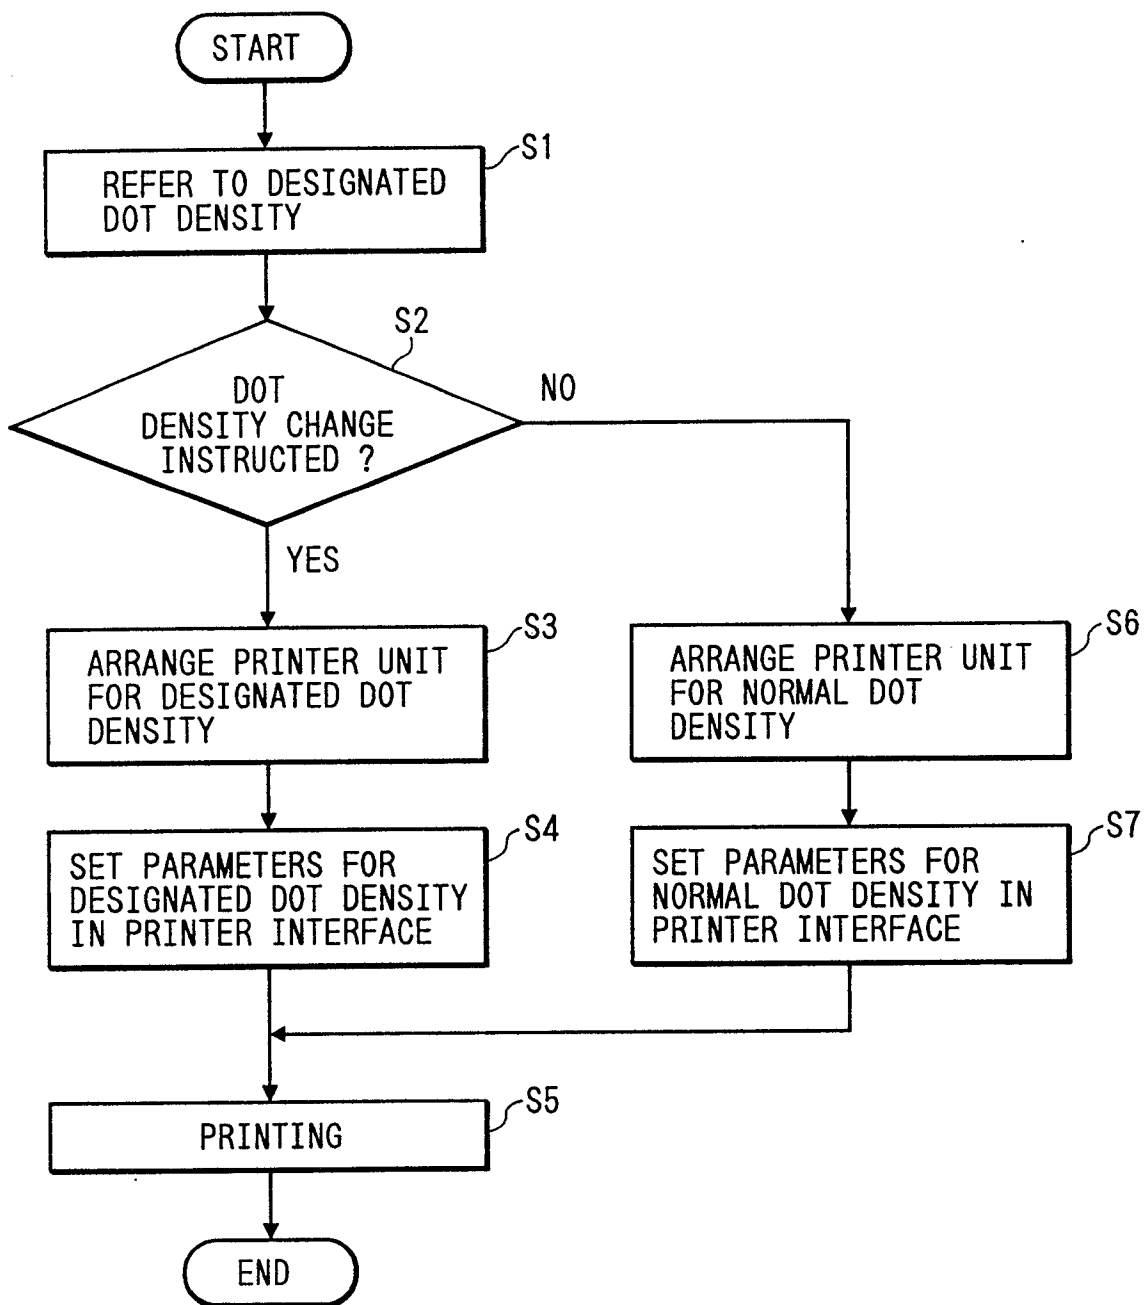 START
S1
REFER TO DESIGNATED
DOT DENSITY
S2
DOT
DENSITY CHANGE
INSTRUCTED ?
NO
YES
S3
ARRANGE PRINTER UNIT
FOR DESIGNATED DOT
DENSITY
S6
ARRANGE PRINTER UNIT
FOR NORMAL DOT
DENSITY
S4
SET PARAMETERS FOR
DESIGNATED DOT DENSITY
IN PRINTER INTERFACE
S7
SET PARAMETERS FOR
NORMAL DOT DENSITY IN
PRINTER INTERFACE
S5
PRINTING
END